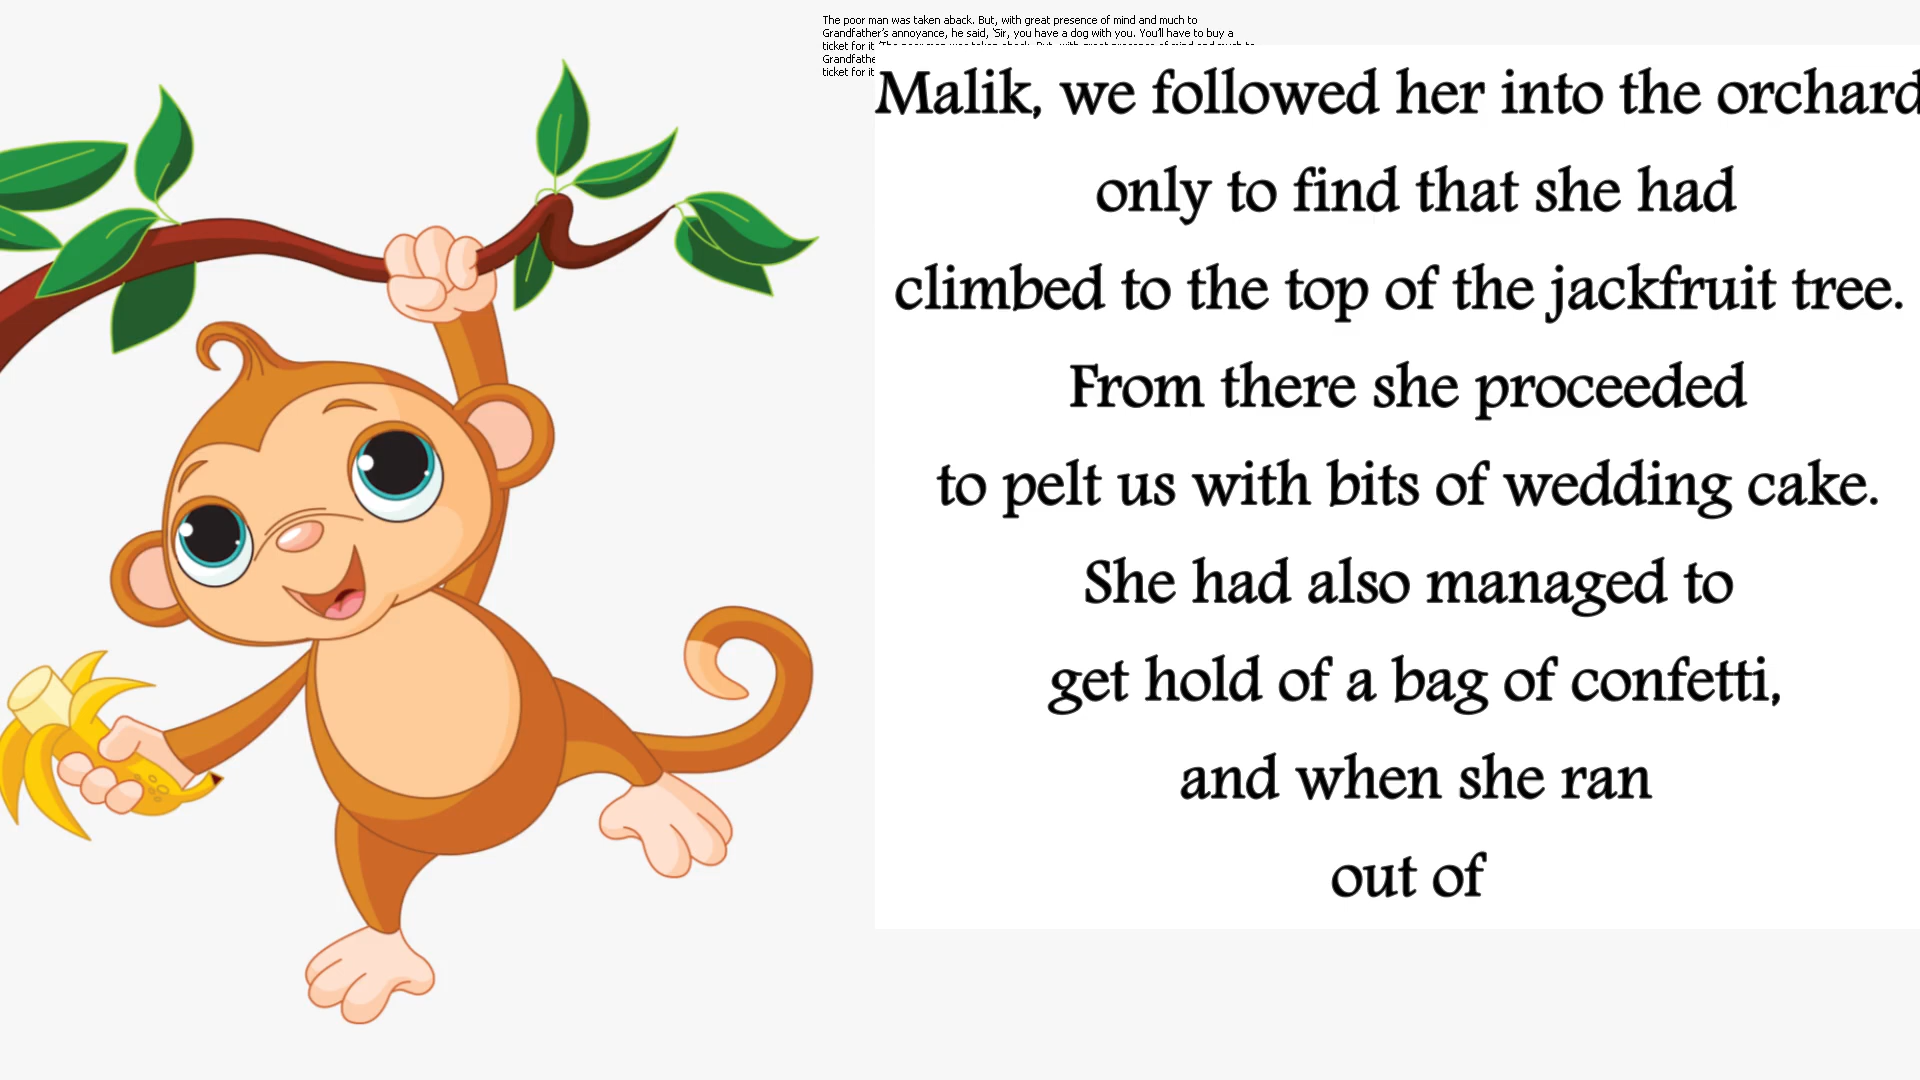 The poor man was taken aback. But, with great presence of mind and much to
Grandfather's annoyance, he said, 'Sir, you have a dog with you. You'll have to buy a
ticket for it
Grandfathe
ticket for it
Malik, we followed her into the orchard
only to find that she had
climbed to the top of the jackfruit tree.
From there she proceeded
to pelt us with bits of wedding cake.
She had also managed to
get hold of a bag of confetti,
and when she ran
out of